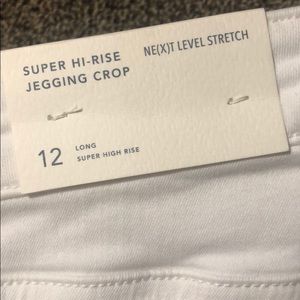 SUPER HI-RISE
JEGGING CROP
NE(X)T LEVEL STRETCH
12
LONG
SUPER HIGH RISE